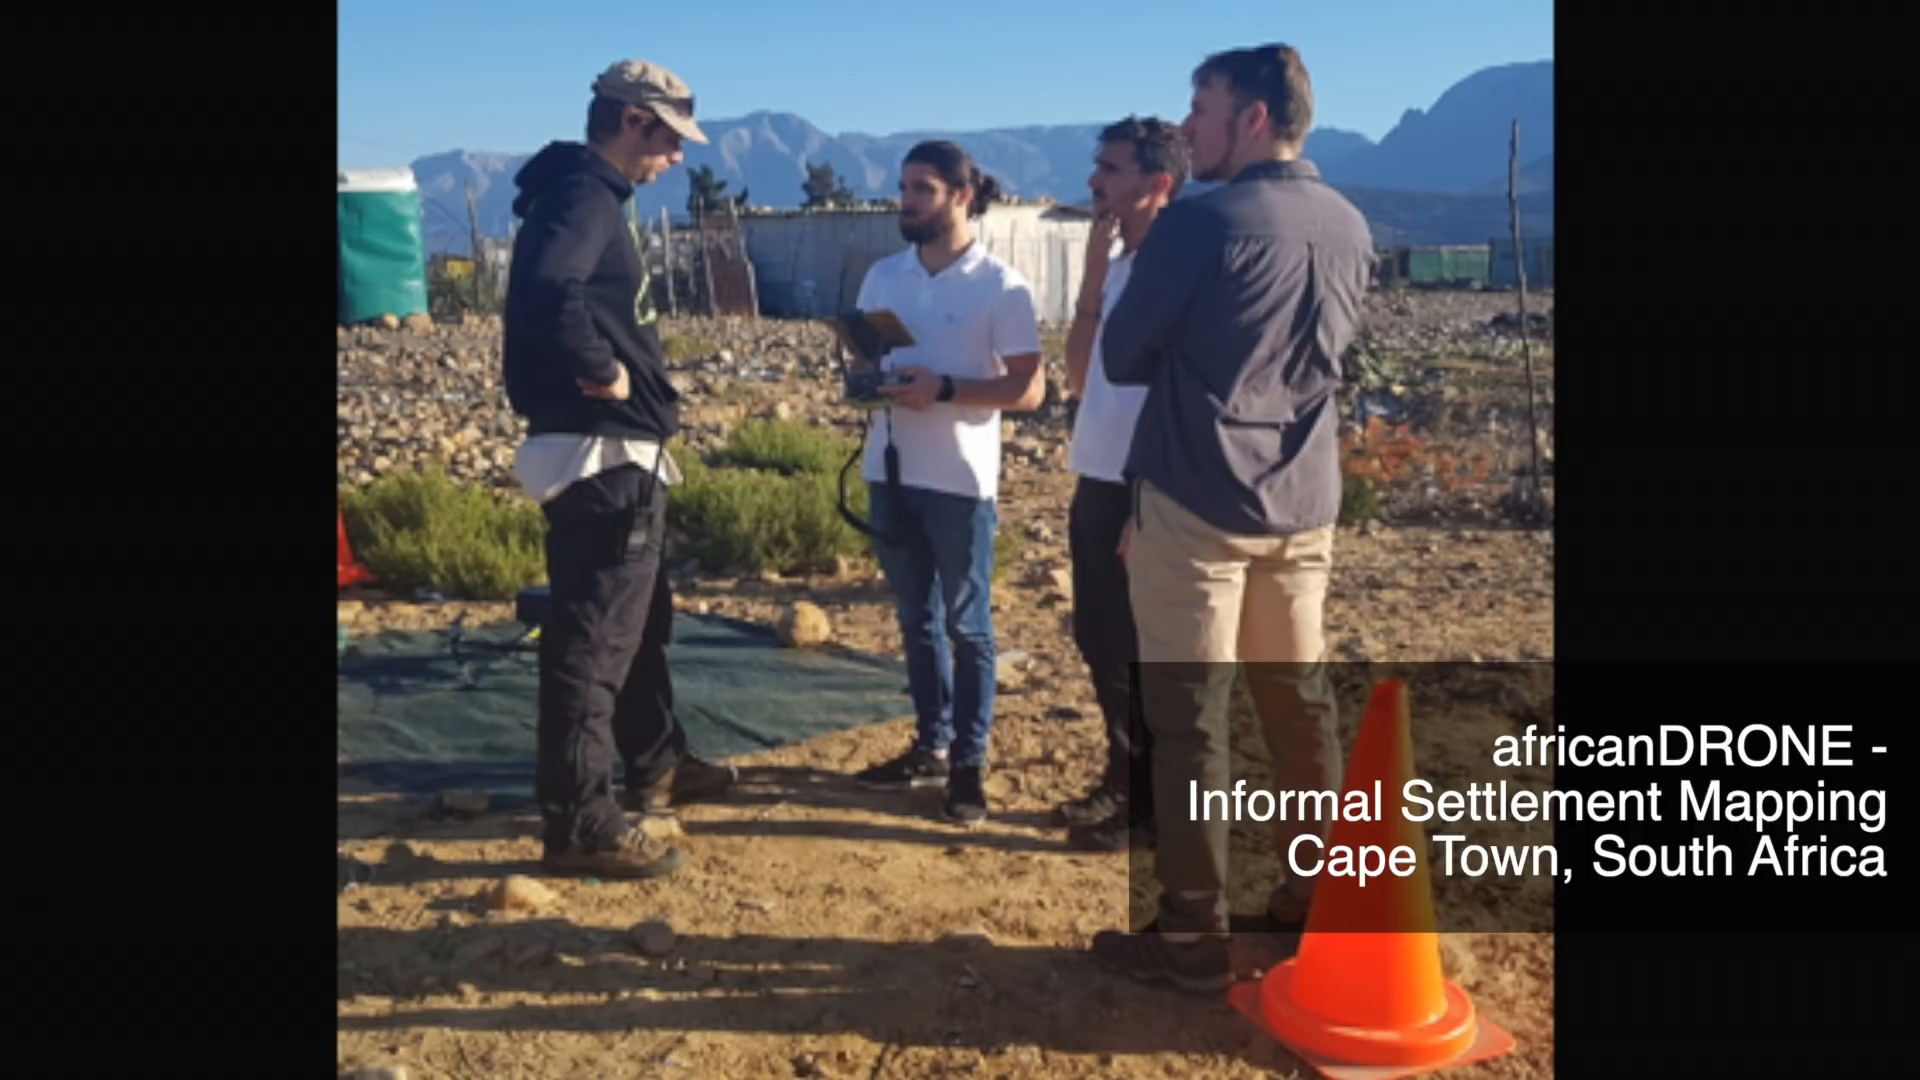 africanDRONE -
Informal Settlement Mapping
Cape Town, South Africa